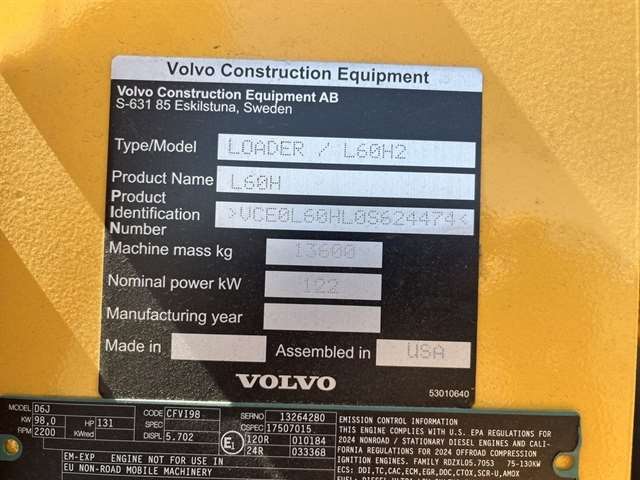 Volvo Construction Equipment
Volvo Construction Equipment AB
S-631 85 Eskilstuna, Sweden
Type/Model LOADER / L60H2
Product Name L60H
Product
Identification >VCE0L60HL0S624474<
Number
Machine mass kg 13600
Nominal power kW 122
Manufacturing year
Made in Assembled in USA
VOLVO
53010640
MODEL D6J CODE CFV198 SERNO 13264280
KW 98,0 HP 131 SPEC CSPEC 17507015
RPM 2200 KWred DISPL 5.702 E1 120R 010184
24R 033368
EM-EXP ENGINE NOT FOR USE IN
EU NON-ROAD MOBILE MACHINERY
EMISSION CONTROL INFORMATION
THIS ENGINE CONFORMS TO U.S. EPA REGULATIONS FOR
2024 NONROAD / STATIONARY DIESEL ENGINES AND CALI-
FORNIA REGULATIONS FOR 2024 OFFROAD COMPRESSION
IGNITION ENGINES. FAMILY RDZXL05.7053 75-130KW
ECS: DDI,TC,CAC,ECM,EGR,DOC,CTOX,SCR-U,AMOX